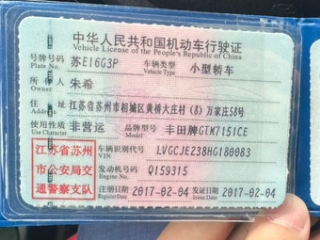 中华人民共和国机动车行驶证
Vehicle License of the People's Republic of China
号牌号码 苏E16G3P 车辆类型 小型轿车
Plate No. Vehicle Type
所有人 朱希
Owner
住址 江苏省苏州市相城区黄桥大庄村(8)万家庄58号
Address
使用性质 非营运 品牌型号 丰田牌GTM7151CE
Use Character Model
江苏省苏州 车辆识别代号 LVGCJE238HG180083
VIN
市公安局交 发动机号码 Q159315
Engine No.
通警察支队 注册日期 2017-02-04 发证日期 2017-02-04
Register Date Issue Date